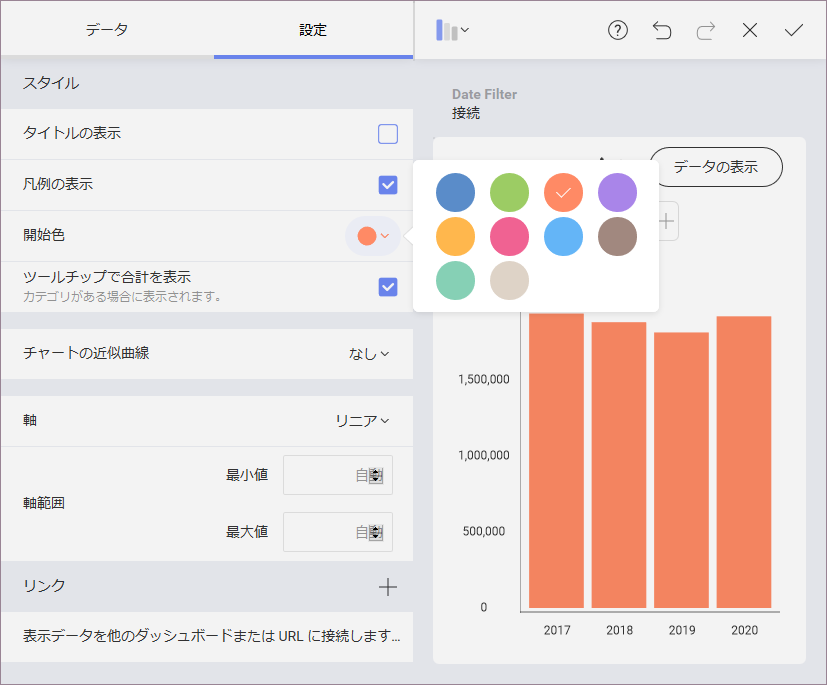 データ
設定
スタイル
タイトルの表示
凡例の表示
開始色
ツールチップで合計を表示
カテゴリがある場合に表示されます。
チャートの近似曲線
なし
軸
リニア
軸範囲
最小値
自動
最大値
自動
リンク
表示データを他のダッシュボードまたは URL に接続します...
Date Filter
接続
データの表示
1,500,000
1,000,000
500,000
0
2017
2018
2019
2020